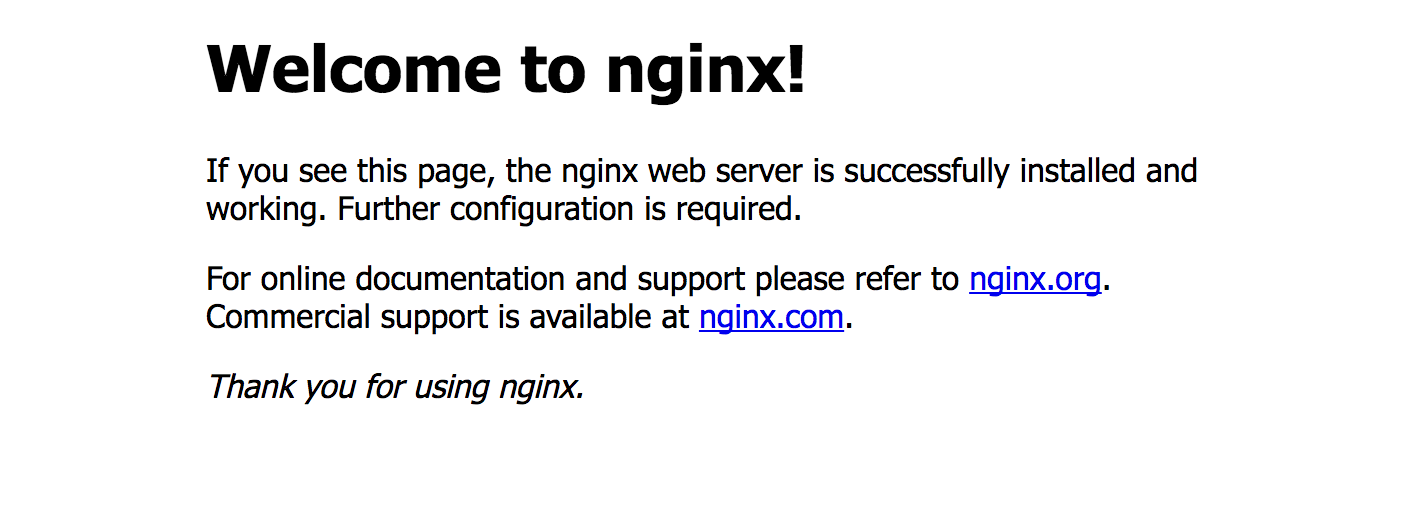 Welcome to nginx!
If you see this page, the nginx web server is successfully installed and
working. Further configuration is required.
For online documentation and support please refer to nginx.org.
Commercial support is available at nginx.com.
Thank you for using nginx.